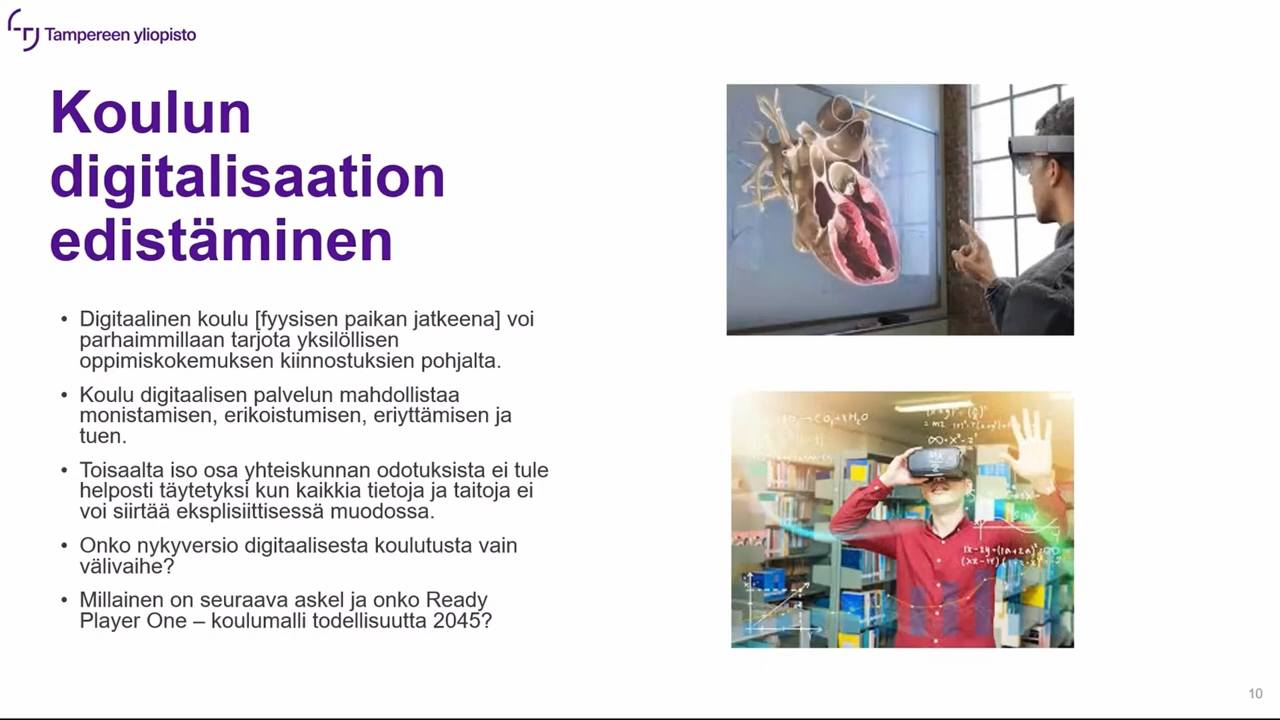 Tampereen yliopisto
Koulun
digitalisaation
edistäminen
• Digitaalinen koulu [fyysisen paikan jatkeena] voi
parhaimmillaan tarjota yksilöllisen
oppimiskokemuksen kiinnostuksien pohjalta.
• Koulu digitaalisen palvelun mahdollistaa
monistamisen, erikoistumisen, eriyttämisen ja
tuen.
• Toisaalta iso osa yhteiskunnan odotuksista ei tule
helposti täytetyksi kun kaikkia tietoja ja taitoja ei
voi siirtää eksplisiittisessä muodossa.
• Onko nykyversio digitaalisesta koulutusta vain
välivaihe?
• Millainen on seuraava askel ja onko Ready
Player One – koulumalli todellisuutta 2045?
10